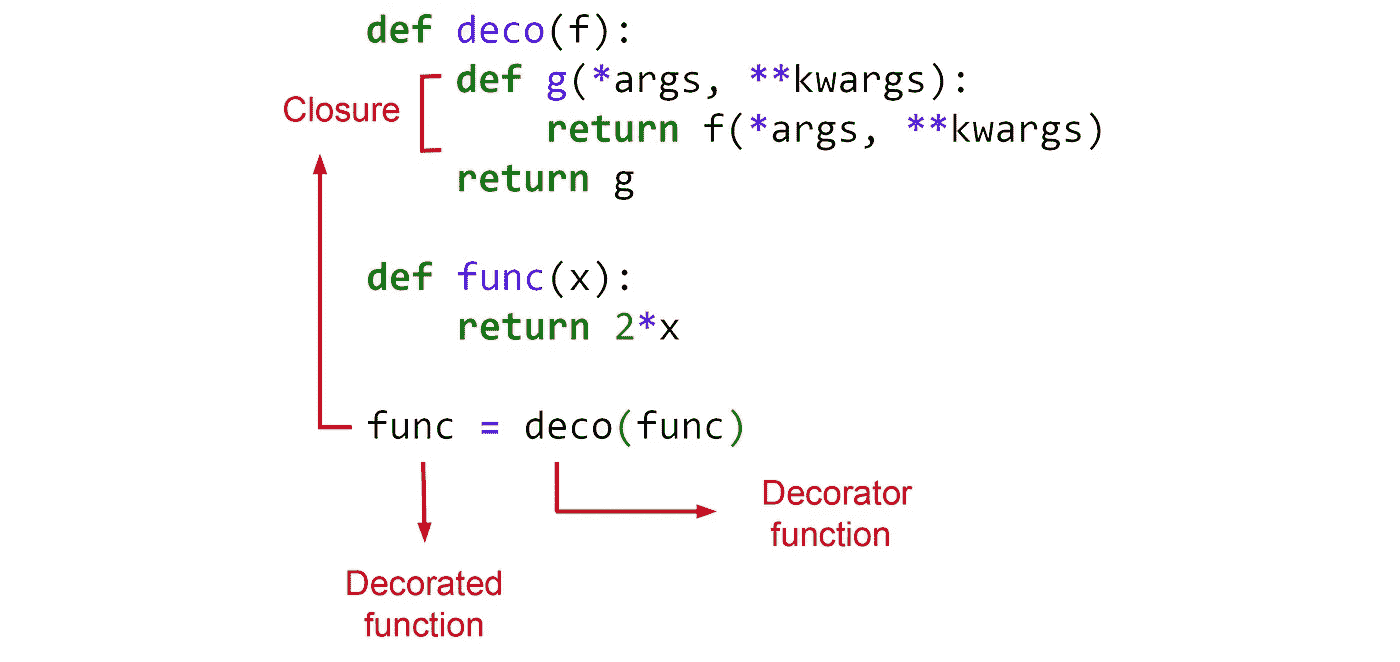 def deco(f):
def g(*args, **kwargs):
Closure
return f(*args, **kwargs)
return g
def func(x):
return 2*x
func = deco(func)
Decorator
function
Decorated
function